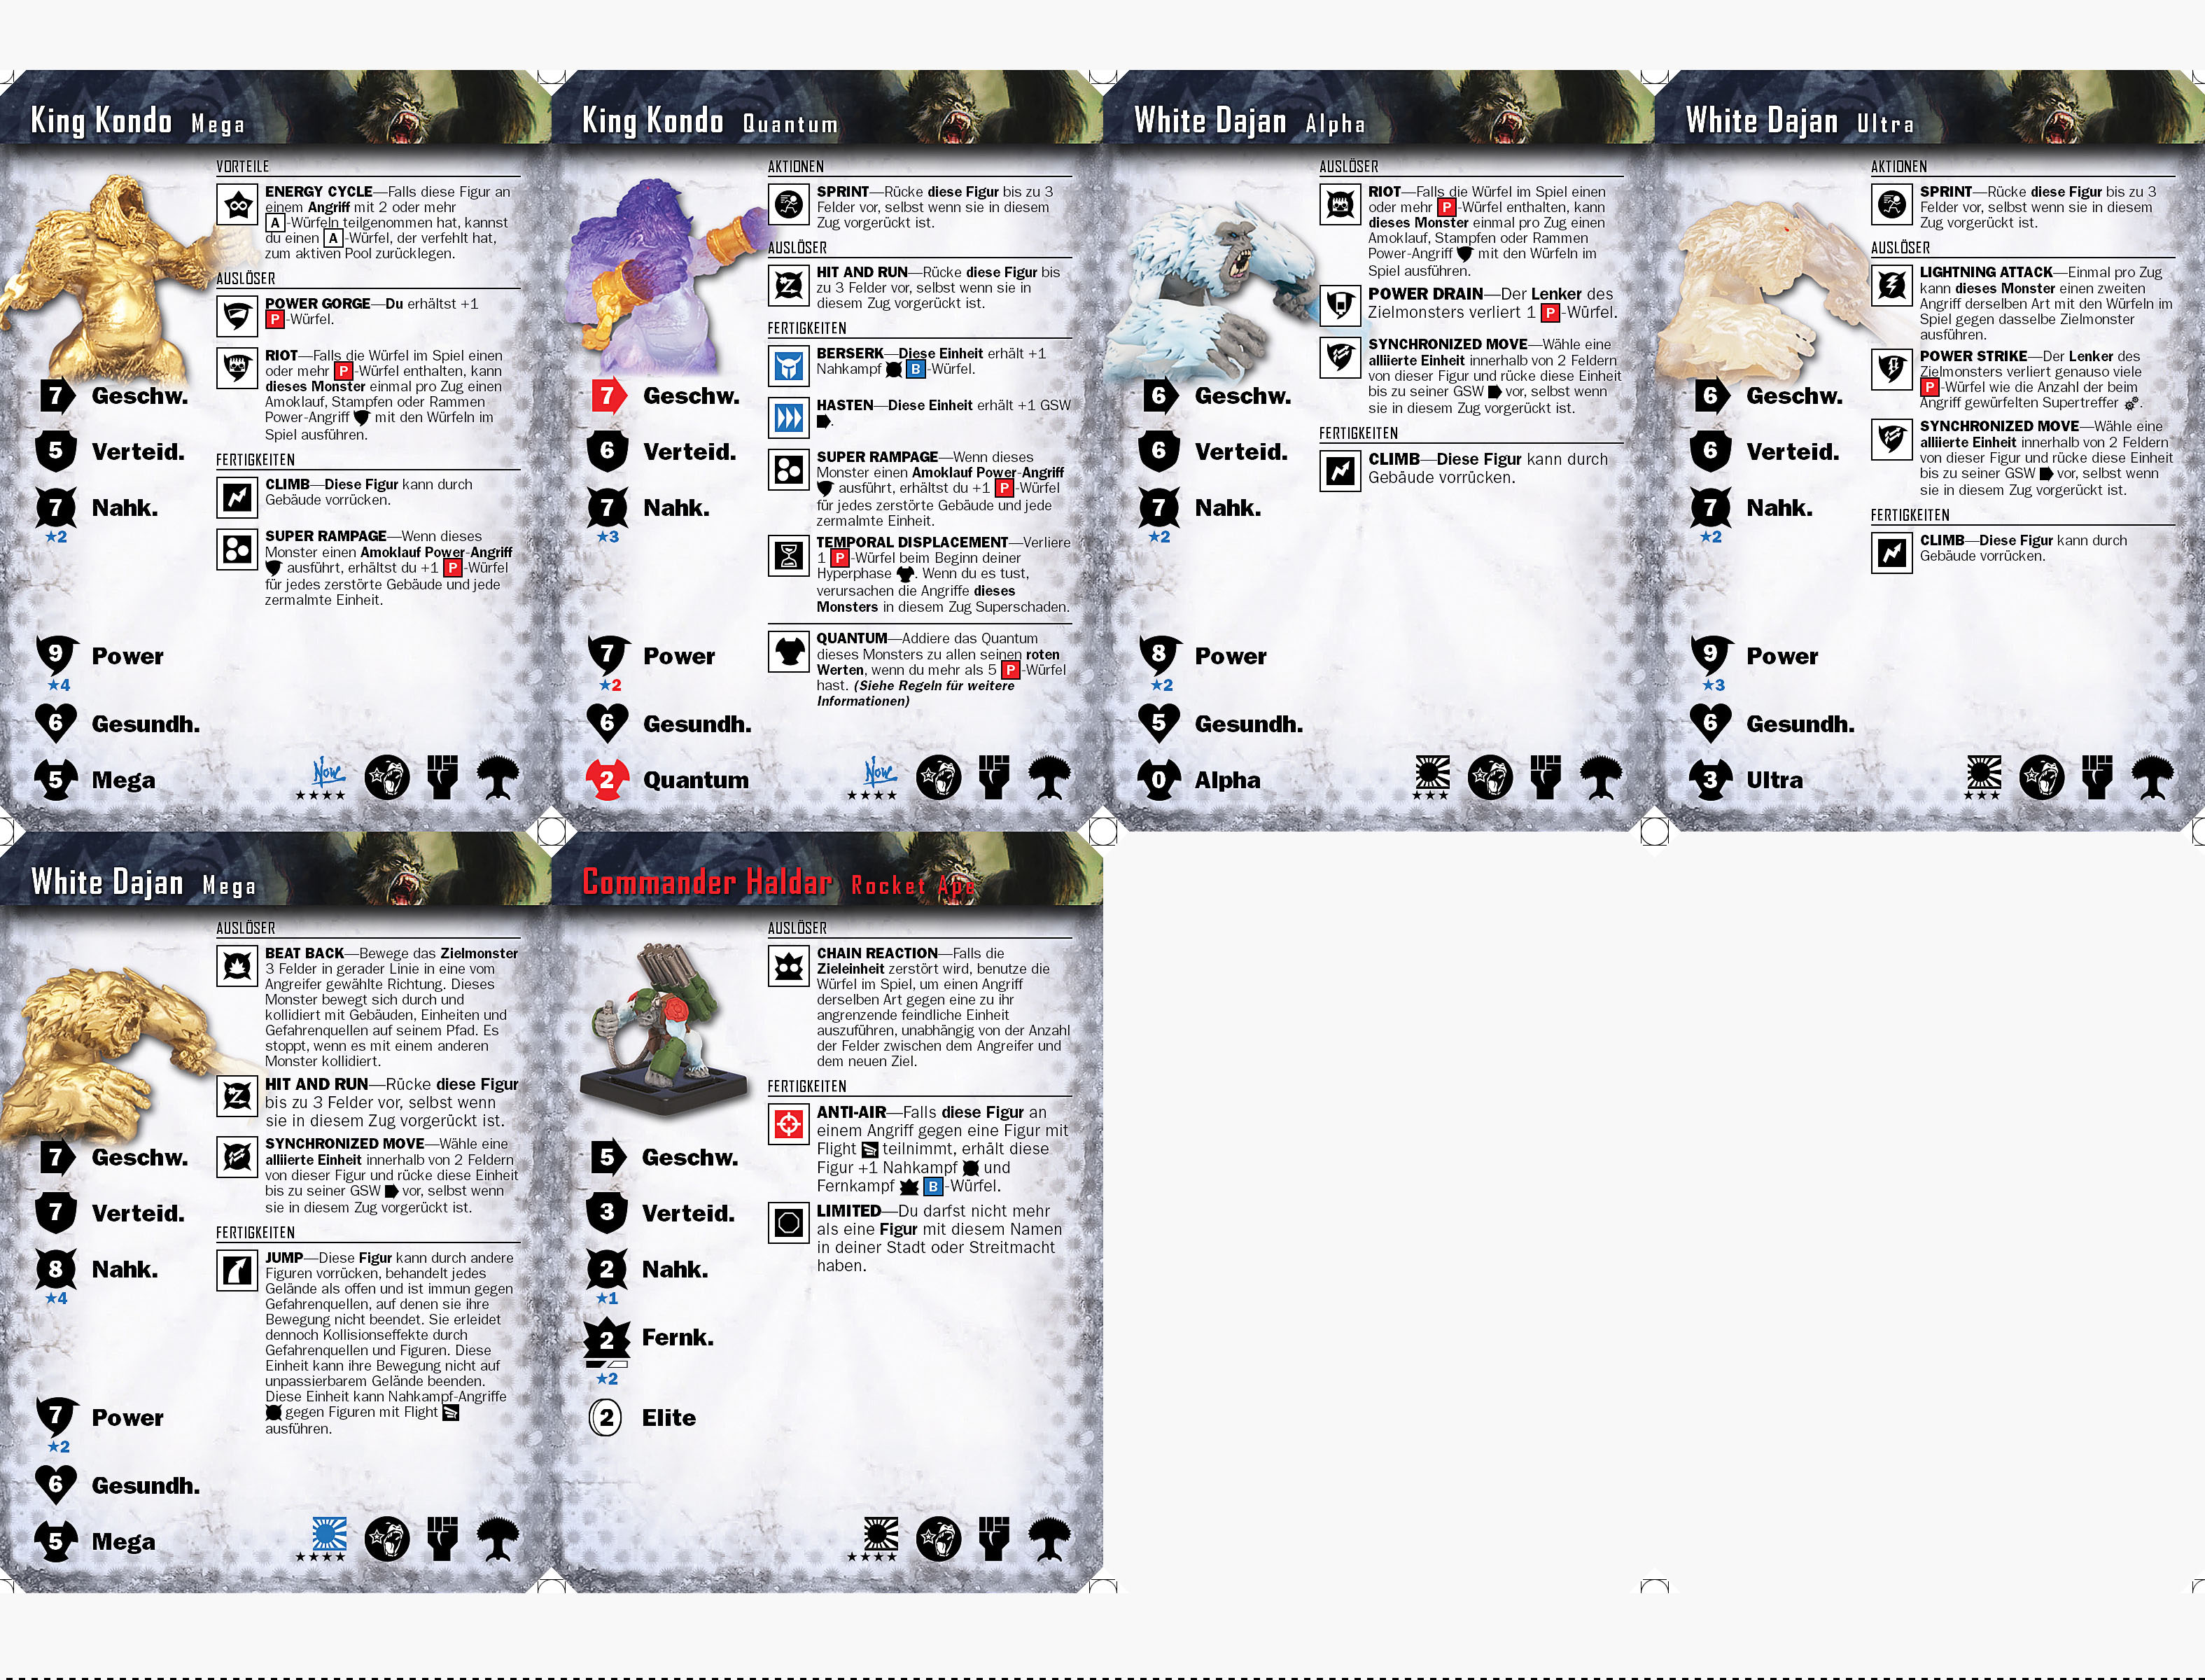 King Kondo Mega
VORTEILE
ENERGY CYCLE—Falls diese Figur an
einem Angriff mit 2 oder mehr
A-Würfeln teilgenommen hat, kannst
du einen A-Würfel, der verfehlt hat,
zum aktiven Pool zurücklegen.
AUSLÖSER
POWER GORGE—Du erhältst +1
P-Würfel.
RIOT—Falls die Würfel im Spiel einen
oder mehr P-Würfel enthalten, kann
dieses Monster einmal pro Zug einen
Amoklauf, Stampfen oder Rammen
Power-Angriff mit den Würfeln im
Spiel ausführen.
FERTIGKEITEN
CLIMB—Diese Figur kann durch
Gebäude vorrücken.
SUPER RAMPAGE—Wenn dieses
Monster einen Amoklauf Power-Angriff
ausführt, erhältst du +1 P-Würfel
für jedes zerstörte Gebäude und jede
zermalmte Einheit.
7 Geschw.
5 Verteid.
7 Nahk.
★2
9 Power
★4
6 Gesundh.
5 Mega
Now
★★★★
King Kondo Quantum
AKTIONEN
SPRINT—Rücke diese Figur bis zu 3
Felder vor, selbst wenn sie in diesem
Zug vorgerückt ist.
AUSLÖSER
HIT AND RUN—Rücke diese Figur bis
zu 3 Felder vor, selbst wenn sie in
diesem Zug vorgerückt ist.
FERTIGKEITEN
BERSERK—Diese Einheit erhält +1
Nahkampf B-Würfel.
HASTEN—Diese Einheit erhält +1 GSW
.
SUPER RAMPAGE—Wenn dieses
Monster einen Amoklauf Power-Angriff
ausführt, erhältst du +1 P-Würfel
für jedes zerstörte Gebäude und jede
zermalmte Einheit.
TEMPORAL DISPLACEMENT—Verliere
1 P-Würfel beim Beginn deiner
Hyperphase . Wenn du es tust,
verursachen die Angriffe dieses
Monsters in diesem Zug Superschaden.
QUANTUM—Addiere das Quantum
dieses Monsters zu allen seinen roten
Werten, wenn du mehr als 5 P-Würfel
hast. (Siehe Regeln für weitere
Informationen)
7 Geschw.
6 Verteid.
7 Nahk.
★3
7 Power
★2
6 Gesundh.
2 Quantum
Now
★★★★
White Dajan Alpha
AUSLÖSER
RIOT—Falls die Würfel im Spiel einen
oder mehr P-Würfel enthalten, kann
dieses Monster einmal pro Zug einen
Amoklauf, Stampfen oder Rammen
Power-Angriff mit den Würfeln im
Spiel ausführen.
POWER DRAIN—Der Lenker des
Zielmonsters verliert 1 P-Würfel.
SYNCHRONIZED MOVE—Wähle eine
alliierte Einheit innerhalb von 2 Feldern
von dieser Figur und rücke diese Einheit
bis zu seiner GSW vor, selbst wenn
sie in diesem Zug vorgerückt ist.
FERTIGKEITEN
CLIMB—Diese Figur kann durch
Gebäude vorrücken.
6 Geschw.
6 Verteid.
7 Nahk.
★2
8 Power
★2
5 Gesundh.
0 Alpha
★★★
White Dajan Ultra
AKTIONEN
SPRINT—Rücke diese Figur bis zu 3
Felder vor, selbst wenn sie in diesem
Zug vorgerückt ist.
AUSLÖSER
LIGHTNING ATTACK—Einmal pro Zug
kann dieses Monster einen zweiten
Angriff derselben Art mit den Würfeln im
Spiel gegen dasselbe Zielmonster
ausführen.
POWER STRIKE—Der Lenker des
Zielmonsters verliert genauso viele
P-Würfel wie die Anzahl der beim
Angriff gewürfelten Supertreffer .
SYNCHRONIZED MOVE—Wähle eine
alliierte Einheit innerhalb von 2 Feldern
von dieser Figur und rücke diese Einheit
bis zu seiner GSW vor, selbst wenn
sie in diesem Zug vorgerückt ist.
FERTIGKEITEN
CLIMB—Diese Figur kann durch
Gebäude vorrücken.
6 Geschw.
6 Verteid.
7 Nahk.
★2
9 Power
★3
6 Gesundh.
3 Ultra
★★★
White Dajan Mega
AUSLÖSER
BEAT BACK—Bewege das Zielmonster
3 Felder in gerader Linie in eine vom
Angreifer gewählte Richtung. Dieses
Monster bewegt sich durch und
kollidiert mit Gebäuden, Einheiten und
Gefahrenquellen auf seinem Pfad. Es
stoppt, wenn es mit einem anderen
Monster kollidiert.
HIT AND RUN—Rücke diese Figur
bis zu 3 Felder vor, selbst wenn
sie in diesem Zug vorgerückt ist.
SYNCHRONIZED MOVE—Wähle eine
alliierte Einheit innerhalb von 2 Feldern
von dieser Figur und rücke diese Einheit
bis zu seiner GSW vor, selbst wenn
sie in diesem Zug vorgerückt ist.
FERTIGKEITEN
JUMP—Diese Figur kann durch andere
Figuren vorrücken, behandelt jedes
Gelände als offen und ist immun gegen
Gefahrenquellen, auf denen sie ihre
Bewegung nicht beendet. Sie erleidet
dennoch Kollisionseffekte durch
Gefahrenquellen und Figuren. Diese
Einheit kann ihre Bewegung nicht auf
unpassierbarem Gelände beenden.
Diese Einheit kann Nahkampf-Angriffe
gegen Figuren mit Flight
ausführen.
7 Geschw.
7 Verteid.
8 Nahk.
★4
7 Power
★2
6 Gesundh.
5 Mega
★★★★
Commander Haldar Rocket Ape
AUSLÖSER
CHAIN REACTION—Falls die
Zieleinheit zerstört wird, benutze die
Würfel im Spiel, um einen Angriff
derselben Art gegen eine zu ihr
angrenzende feindliche Einheit
auszuführen, unabhängig von der Anzahl
der Felder zwischen dem Angreifer und
dem neuen Ziel.
FERTIGKEITEN
ANTI-AIR—Falls diese Figur an
einem Angriff gegen eine Figur mit
Flight teilnimmt, erhält diese
Figur +1 Nahkampf und
Fernkampf B-Würfel.
LIMITED—Du darfst nicht mehr
als eine Figur mit diesem Namen
in deiner Stadt oder Streitmacht
haben.
5 Geschw.
3 Verteid.
2 Nahk.
★1
2 Fernk.
★2
2 Elite
★★★★